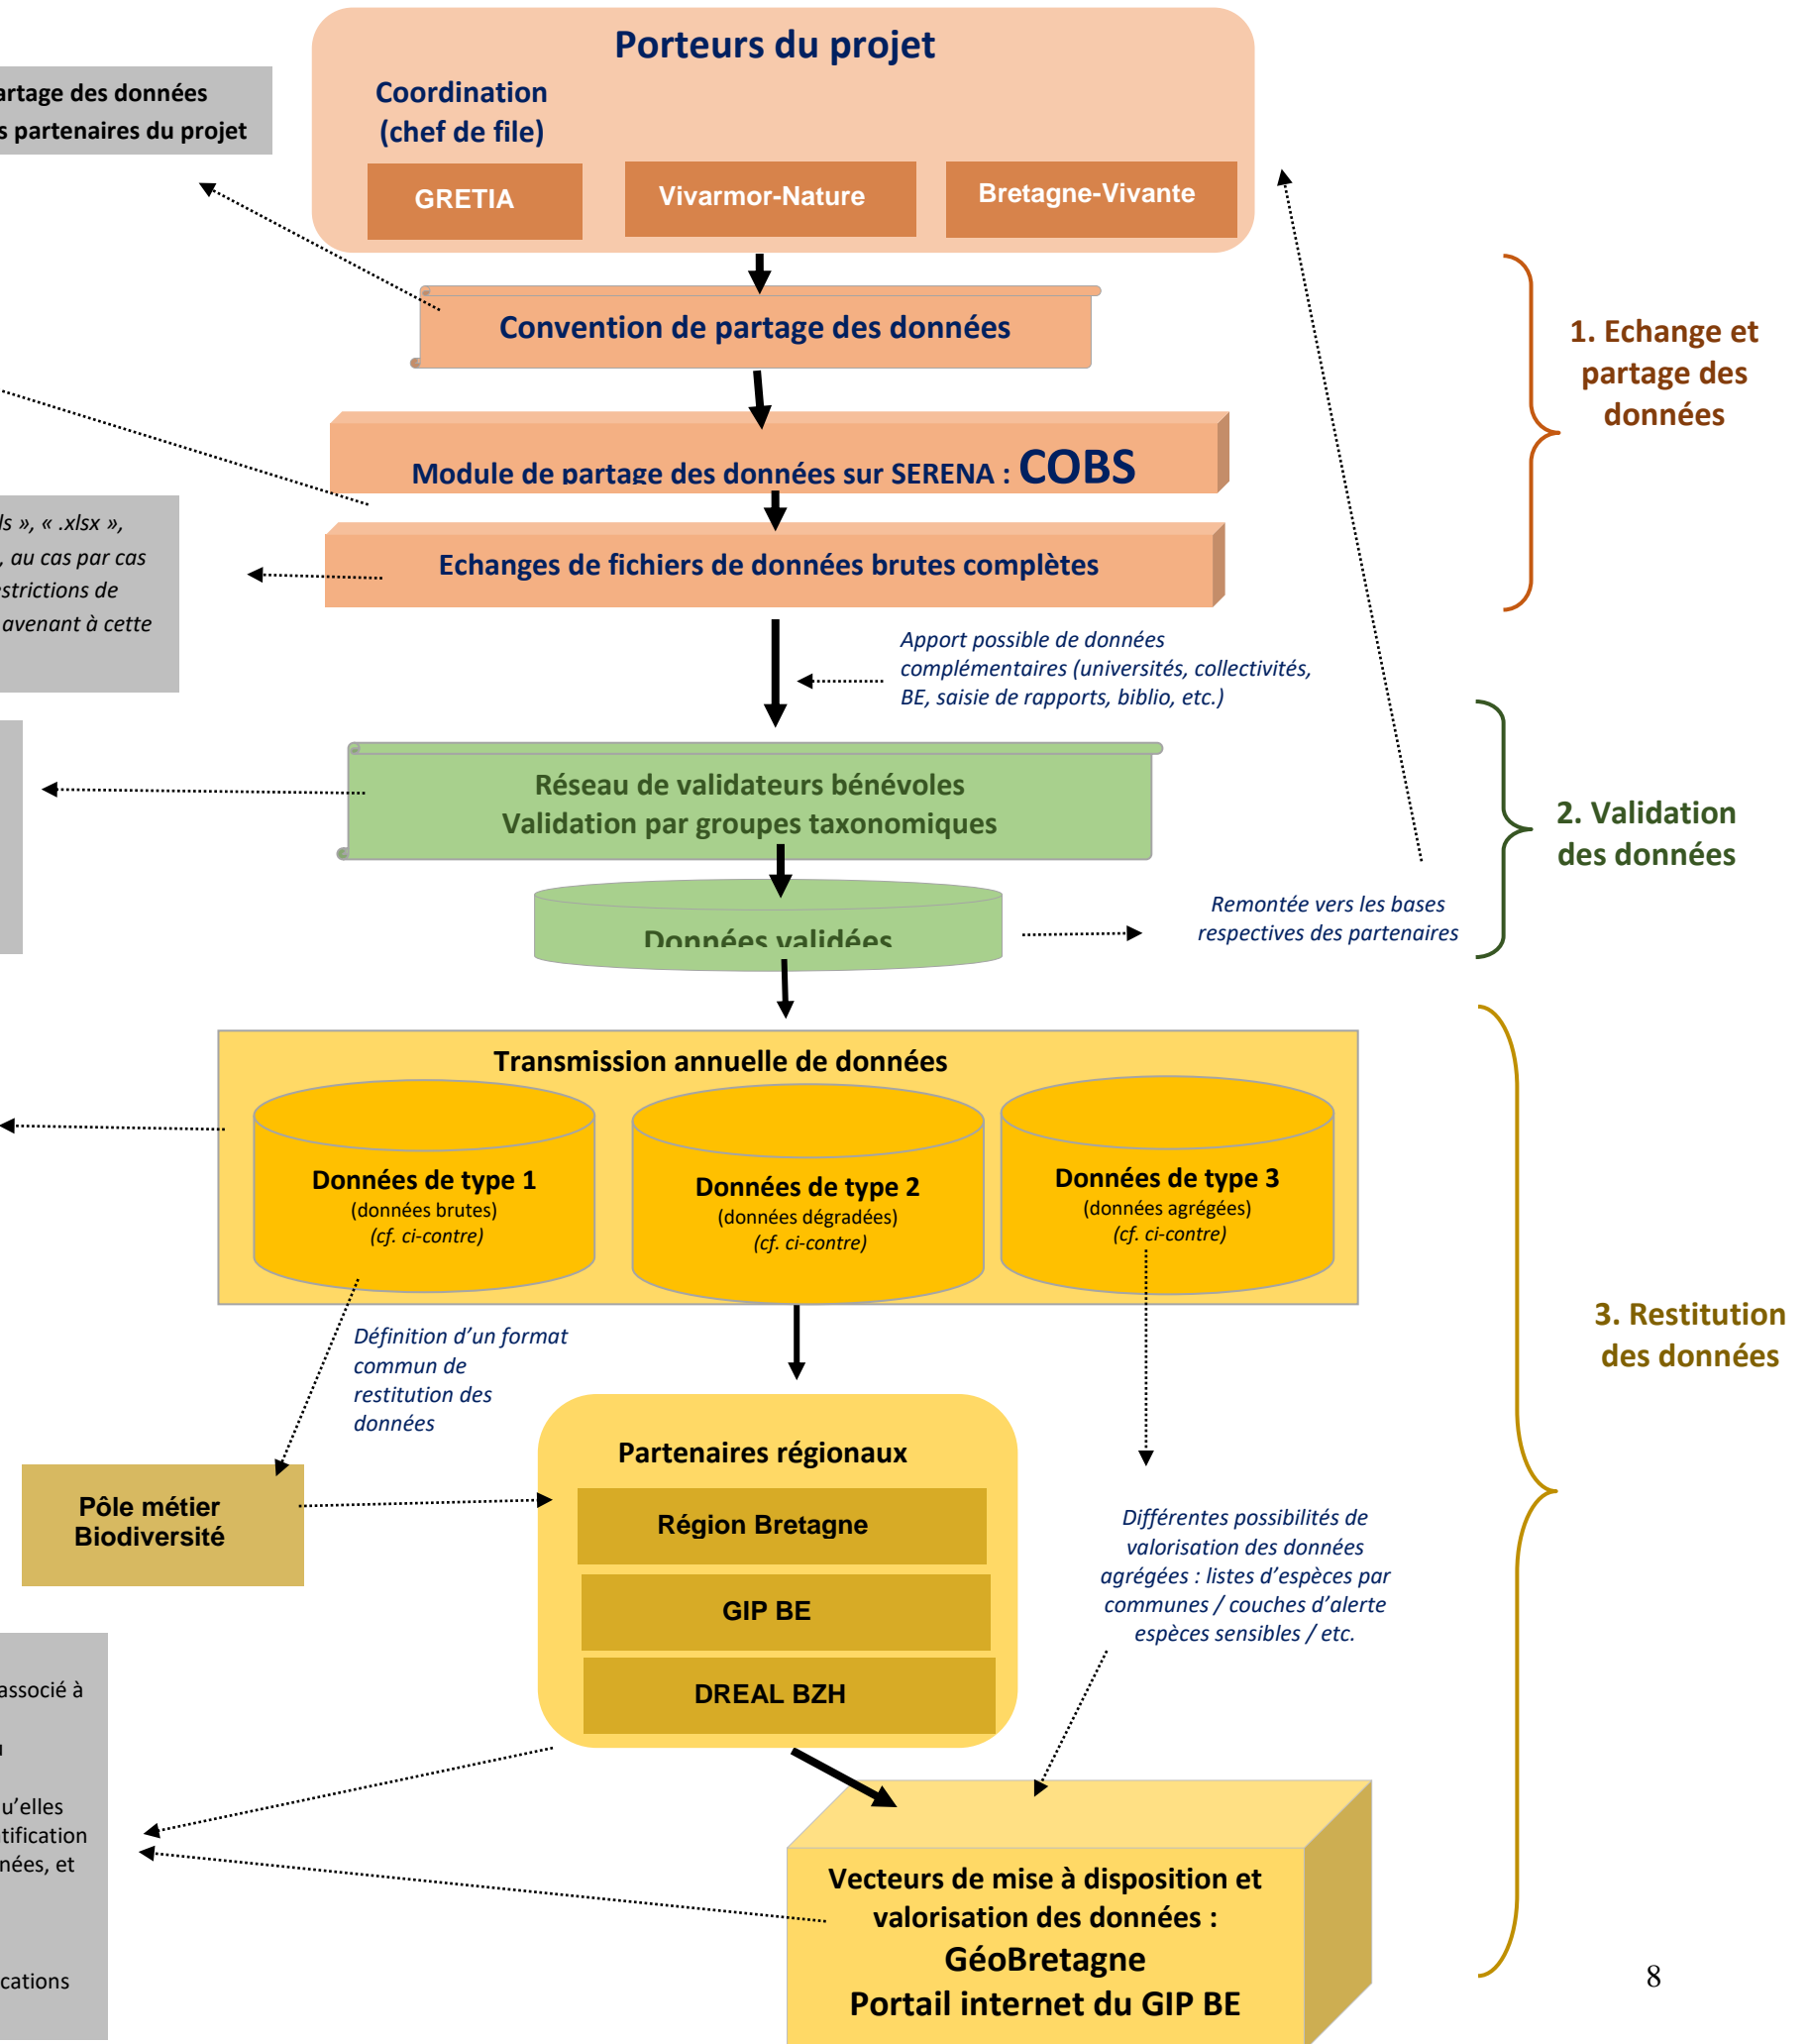 Porteurs du projet
Coordination
(chef de file)
GRETIA
Vivarmor-Nature
Bretagne-Vivante
partage des données
partenaires du projet
Convention de partage des données
Module de partage des données sur SERENA : COBS
Echanges de fichiers de données brutes complètes
1. Echange et
partage des
données
», « .xlsx »,
, au cas par cas
de
avenant à cette
Apport possible de données
complémentaires (universités, collectivités,
BE, saisie de rapports, biblio, etc.)
Réseau de validateurs bénévoles
Validation par groupes taxonomiques
Données validées
Remontée vers les bases
respectives des partenaires
2. Validation
des données
Transmission annuelle de données
Données de type 1
(données brutes)
(cf. ci-contre)
Données de type 2
(données dégradées)
(cf. ci-contre)
Données de type 3
(données agrégées)
(cf. ci-contre)
Définition d’un format
commun de
restitution des
données
3. Restitution
des données
Pôle métier
Biodiversité
Partenaires régionaux
Région Bretagne
GIP BE
DREAL BZH
Différentes possibilités de
valorisation des données
agrégées : listes d’espèces par
communes / couches d’alerte
espèces sensibles / etc.
associé à
u’elles
, et
Vecteurs de mise à disposition et
valorisation des données :
GéoBretagne
Portail internet du GIP BE
8